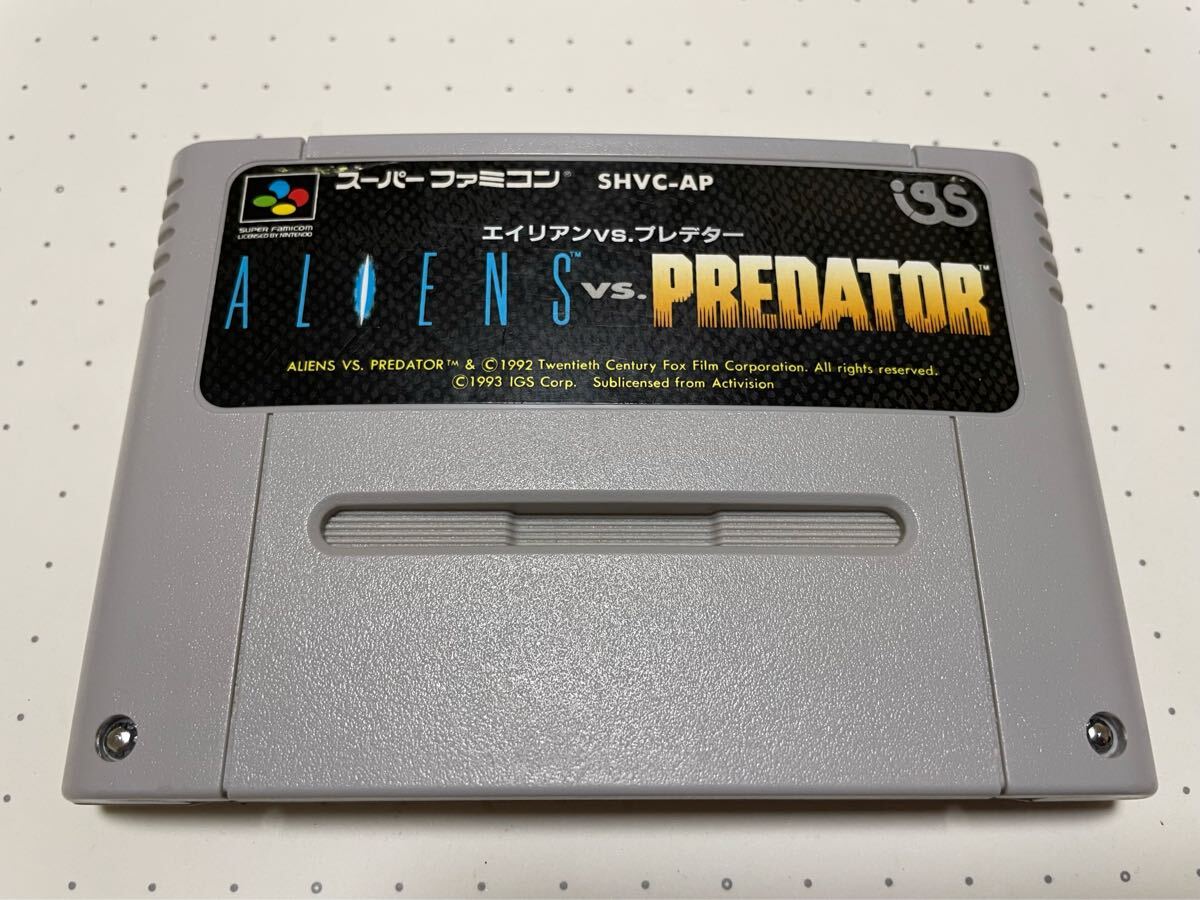 スーパーファミコン® SHVC-AP
SUPER FAMICOM
LICENSED BY NINTENDO
igs
エイリアンvs.プレデター
ALIENS™ vs. PREDATOR™
ALIENS VS. PREDATOR™ & ©1992 Twentieth Century Fox Film Corporation. All rights reserved.
©1993 IGS Corp. Sublicensed from Activision